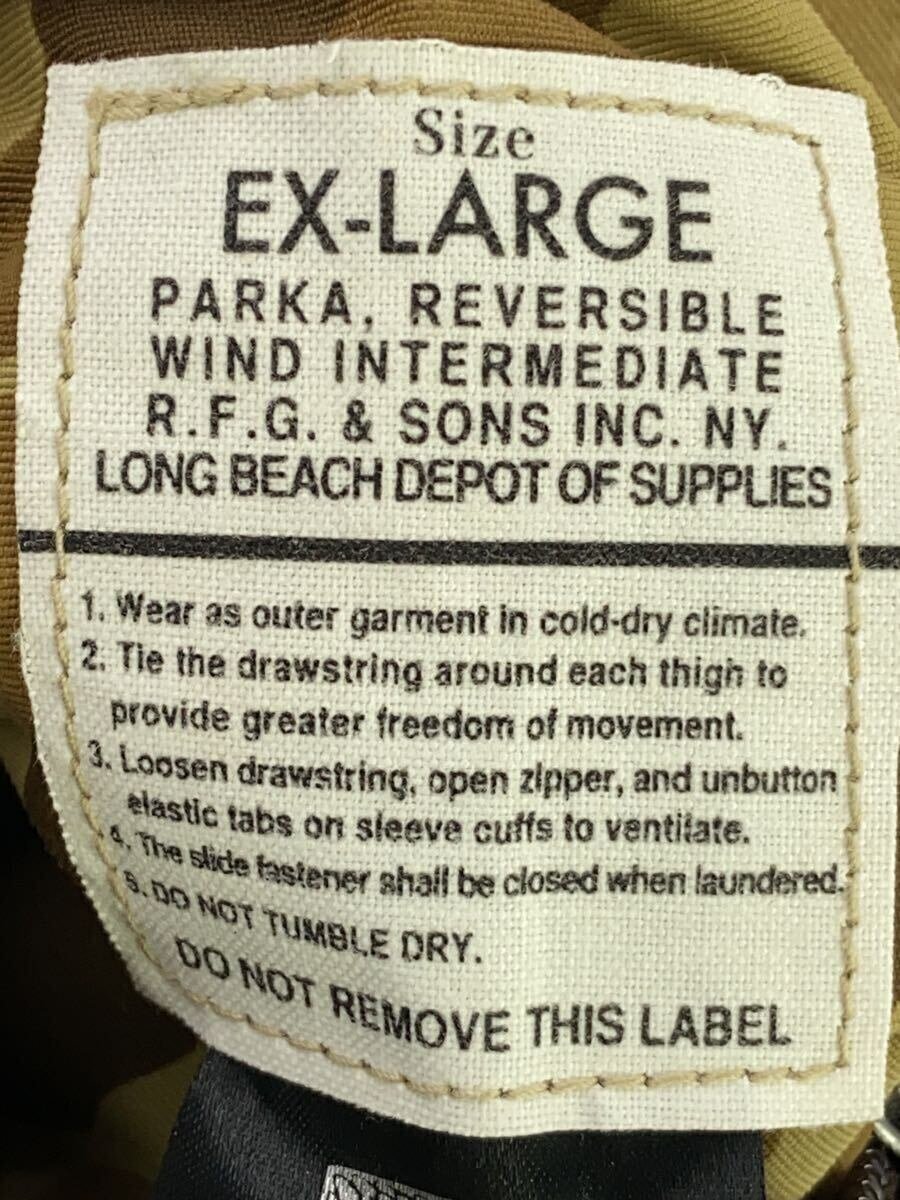 Size
EX-LARGE
PARKA, REVERSIBLE
WIND INTERMEDIATE
R.F.G. & SONS INC. NY.
LONG BEACH DEPOT OF SUPPLIES
1. Wear as outer garment in cold-dry climate.
2. Tie the drawstring around each thigh to
provide greater freedom of movement.
3. Loosen drawstring, open zipper, and unbutton
elastic tabs on sleeve cuffs to ventilate.
4. The slide fastener shall be closed when laundered.
5. DO NOT TUMBLE DRY.
DO NOT REMOVE THIS LABEL